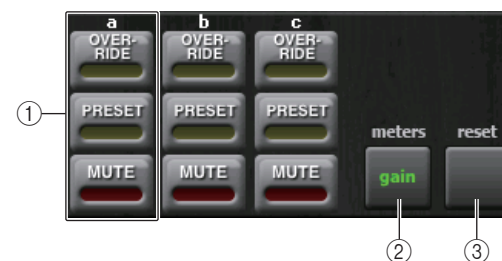 a b c
OVER-
RIDE
OVER-
RIDE
OVER-
RIDE
① PRESET PRESET PRESET
meters reset
MUTE MUTE MUTE gain
② ③